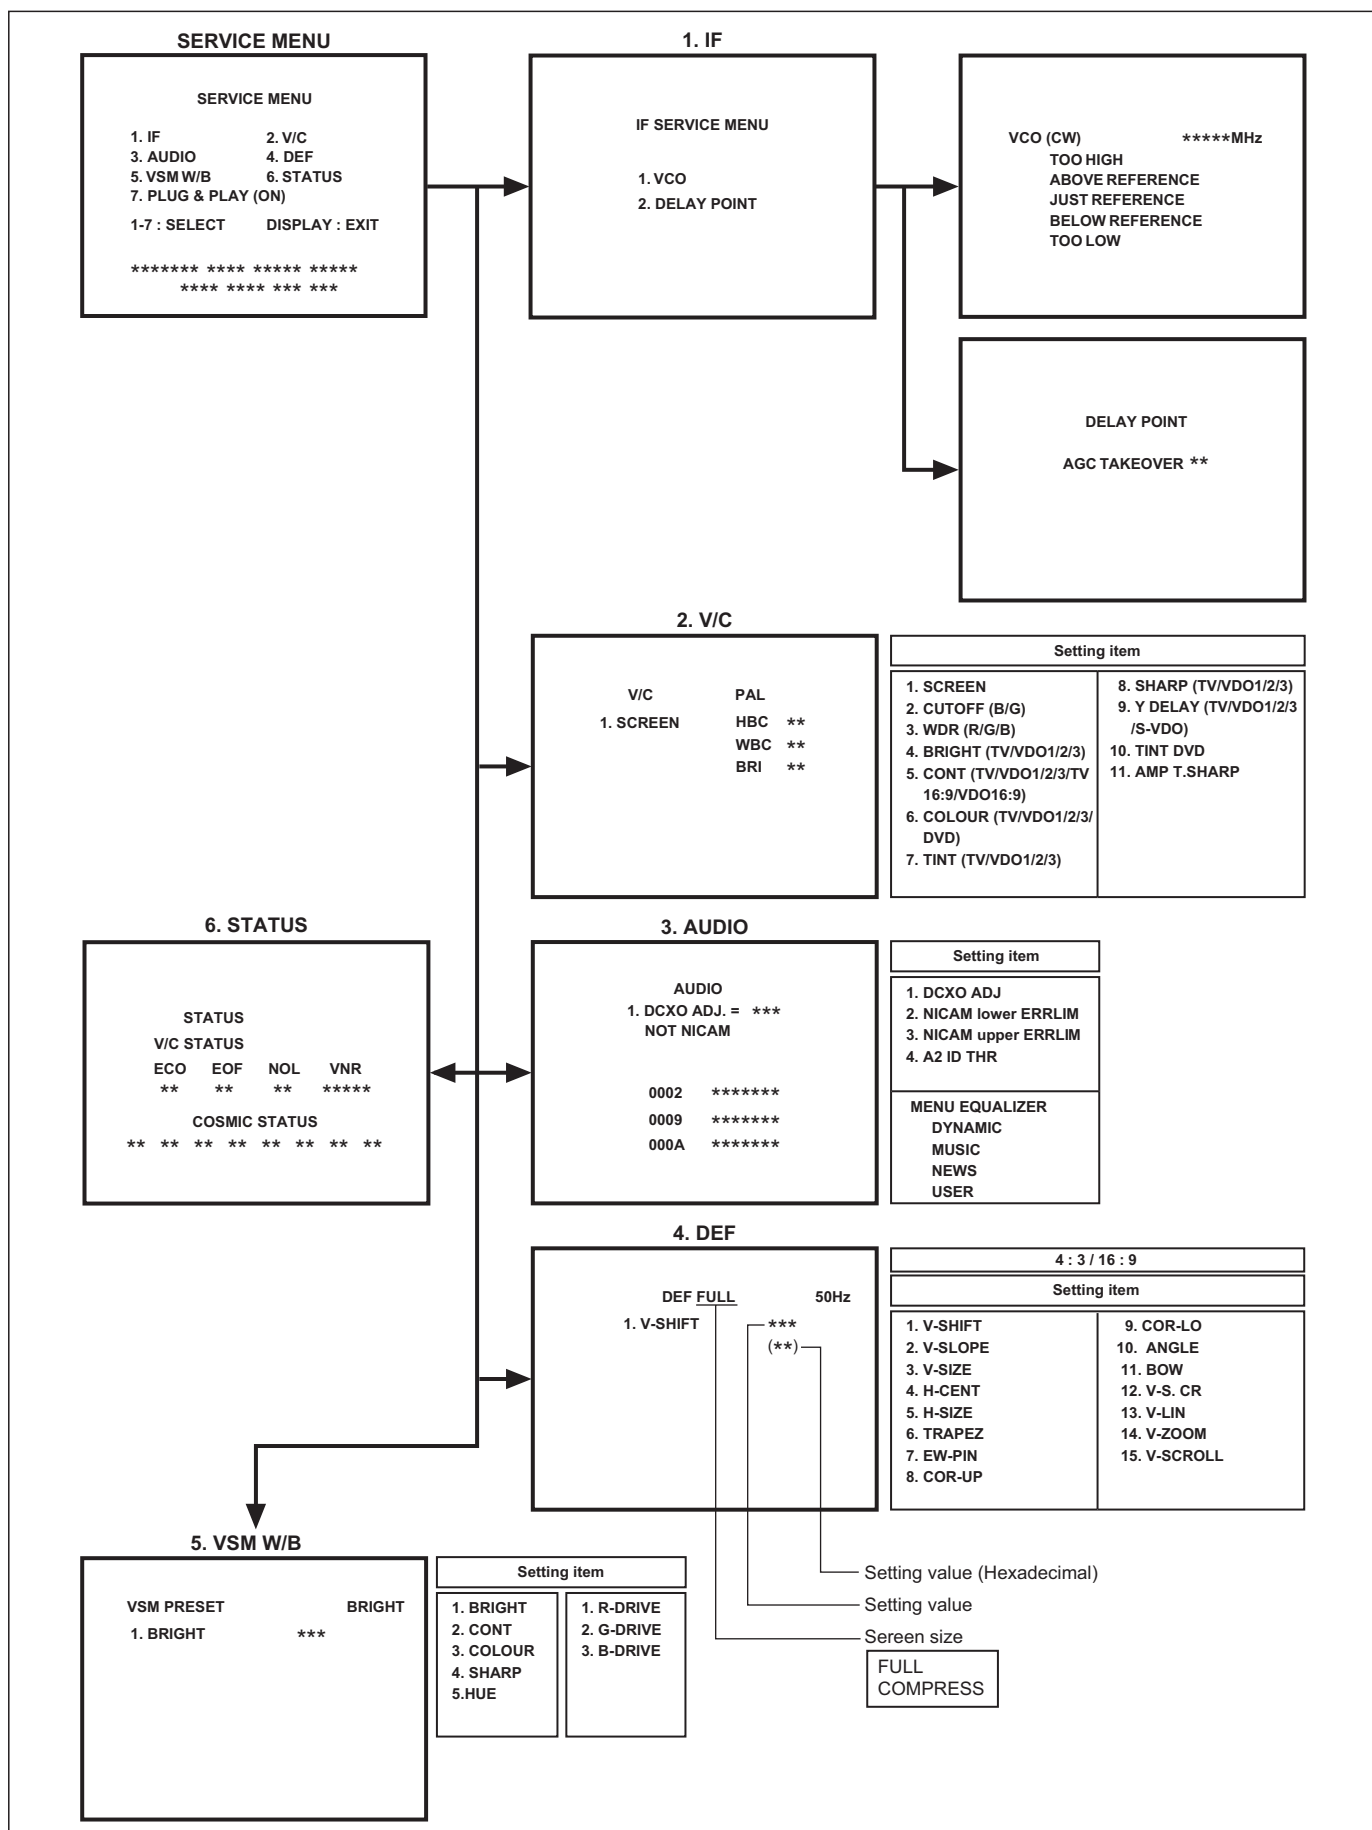 SERVICE MENU
SERVICE MENU
1. IF 2. V/C
3. AUDIO 4. DEF
5. VSM W/B 6. STATUS
7. PLUG & PLAY (ON)
1-7 : SELECT DISPLAY : EXIT
******* **** ***** *****
**** **** *** ***
1. IF
IF SERVICE MENU
1. VCO
2. DELAY POINT
VCO (CW) *****MHz
TOO HIGH
ABOVE REFERENCE
JUST REFERENCE
BELOW REFERENCE
TOO LOW
DELAY POINT
AGC TAKEOVER **
2. V/C
V/C PAL
1. SCREEN HBC **
WBC **
BRI **
Setting item
1. SCREEN
2. CUTOFF (B/G)
3. WDR (R/G/B)
4. BRIGHT (TV/VDO1/2/3)
5. CONT (TV/VDO1/2/3/TV
16:9/VDO16:9)
6. COLOUR (TV/VDO1/2/3/
DVD)
7. TINT (TV/VDO1/2/3)
8. SHARP (TV/VDO1/2/3)
9. Y DELAY (TV/VDO1/2/3
/S-VDO)
10. TINT DVD
11. AMP T.SHARP
6. STATUS
STATUS
V/C STATUS
ECO EOF NOL VNR
** ** ** *****
COSMIC STATUS
** ** ** ** ** ** ** **
3. AUDIO
AUDIO
1. DCXO ADJ. = ***
NOT NICAM
0002 *******
0009 *******
000A *******
Setting item
1. DCXO ADJ
2. NICAM lower ERRLIM
3. NICAM upper ERRLIM
4. A2 ID THR
MENU EQUALIZER
DYNAMIC
MUSIC
NEWS
USER
4. DEF
DEF FULL 50Hz
1. V-SHIFT ***
(**)
4 : 3 / 16 : 9
Setting item
1. V-SHIFT
2. V-SLOPE
3. V-SIZE
4. H-CENT
5. H-SIZE
6. TRAPEZ
7. EW-PIN
8. COR-UP
9. COR-LO
10. ANGLE
11. BOW
12. V-S. CR
13. V-LIN
14. V-ZOOM
15. V-SCROLL
Setting value (Hexadecimal)
Setting value
Sereen size
FULL
COMPRESS
5. VSM W/B
VSM PRESET BRIGHT
1. BRIGHT ***
Setting item
1. BRIGHT
2. CONT
3. COLOUR
4. SHARP
5.HUE
1. R-DRIVE
2. G-DRIVE
3. B-DRIVE